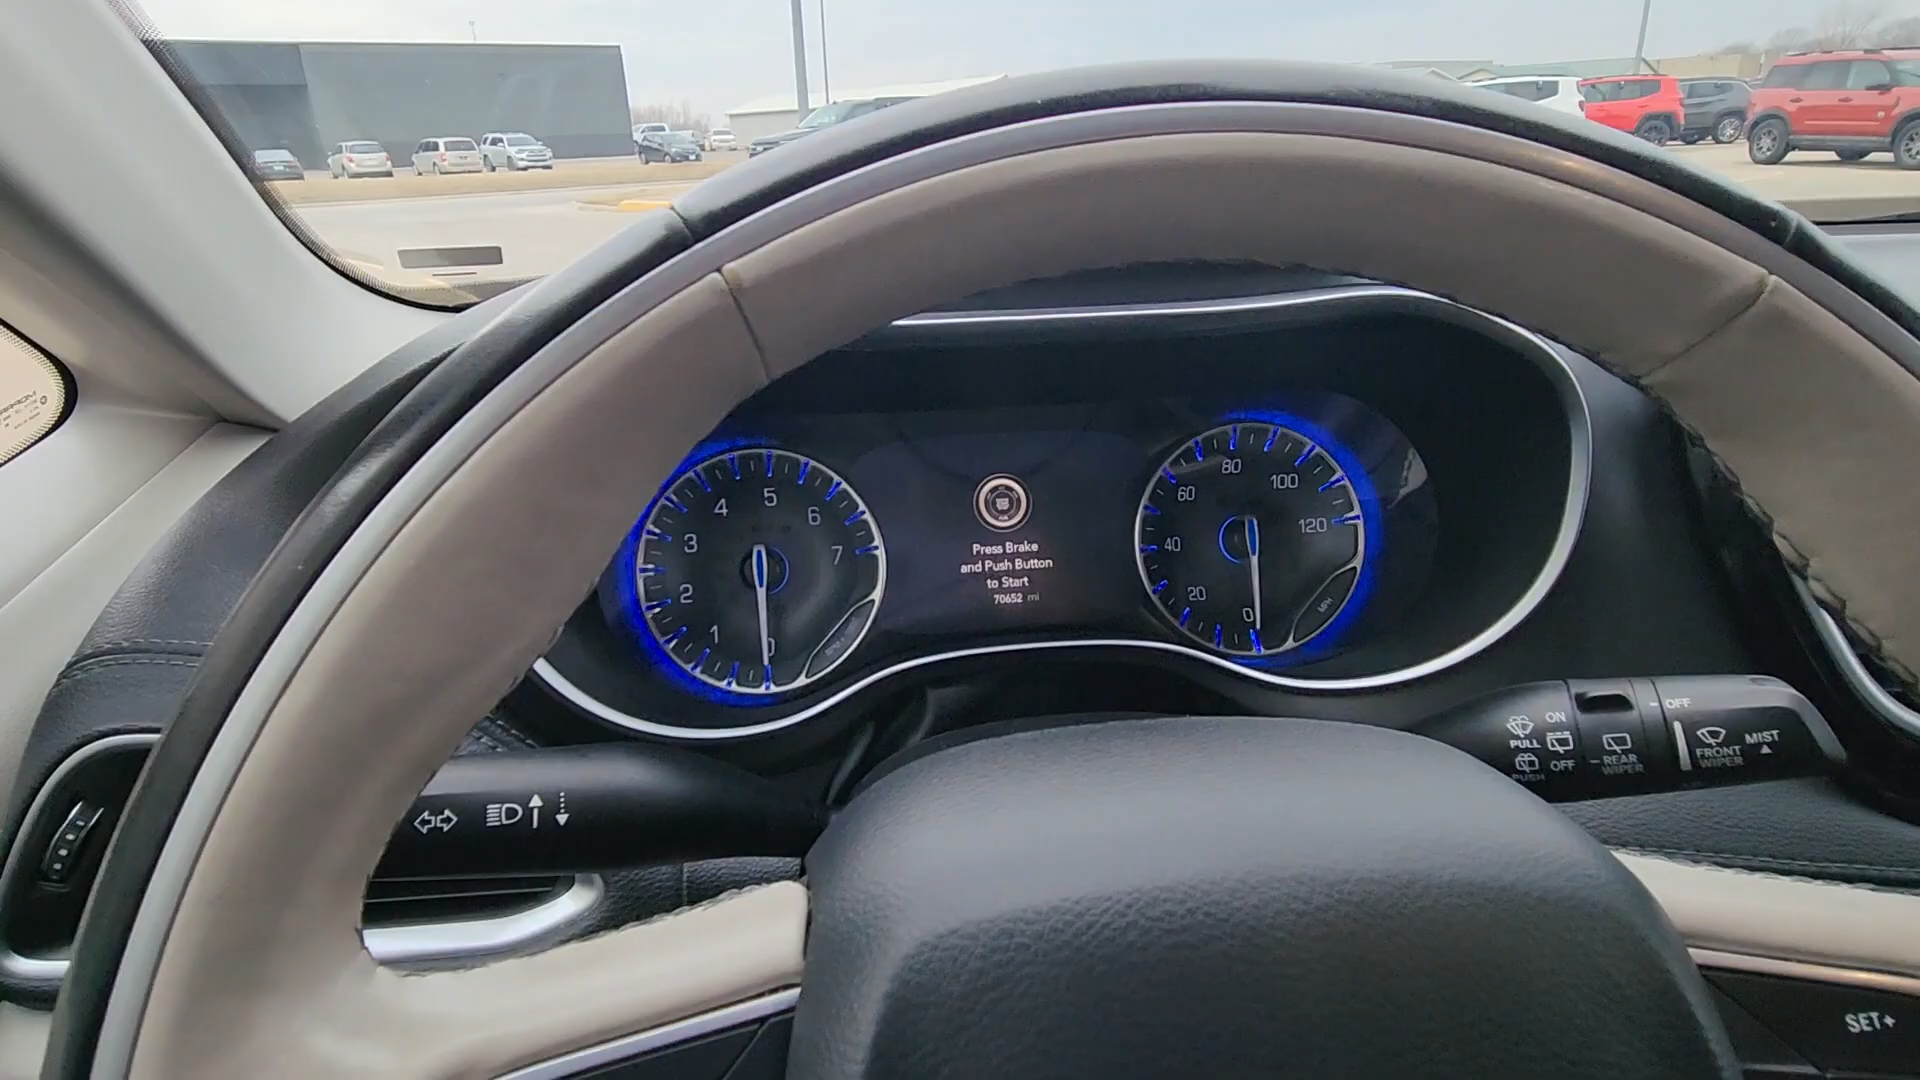 MOPAR
4
5
6
3
7
2
1
0
Press Brake
and Push Button
to Start
70652 mi
80
60
100
40
120
20
0
MPH
PULL
PUSH
ON
OFF
REAR
WIPER
OFF
FRONT
WIPER
MIST
SET+